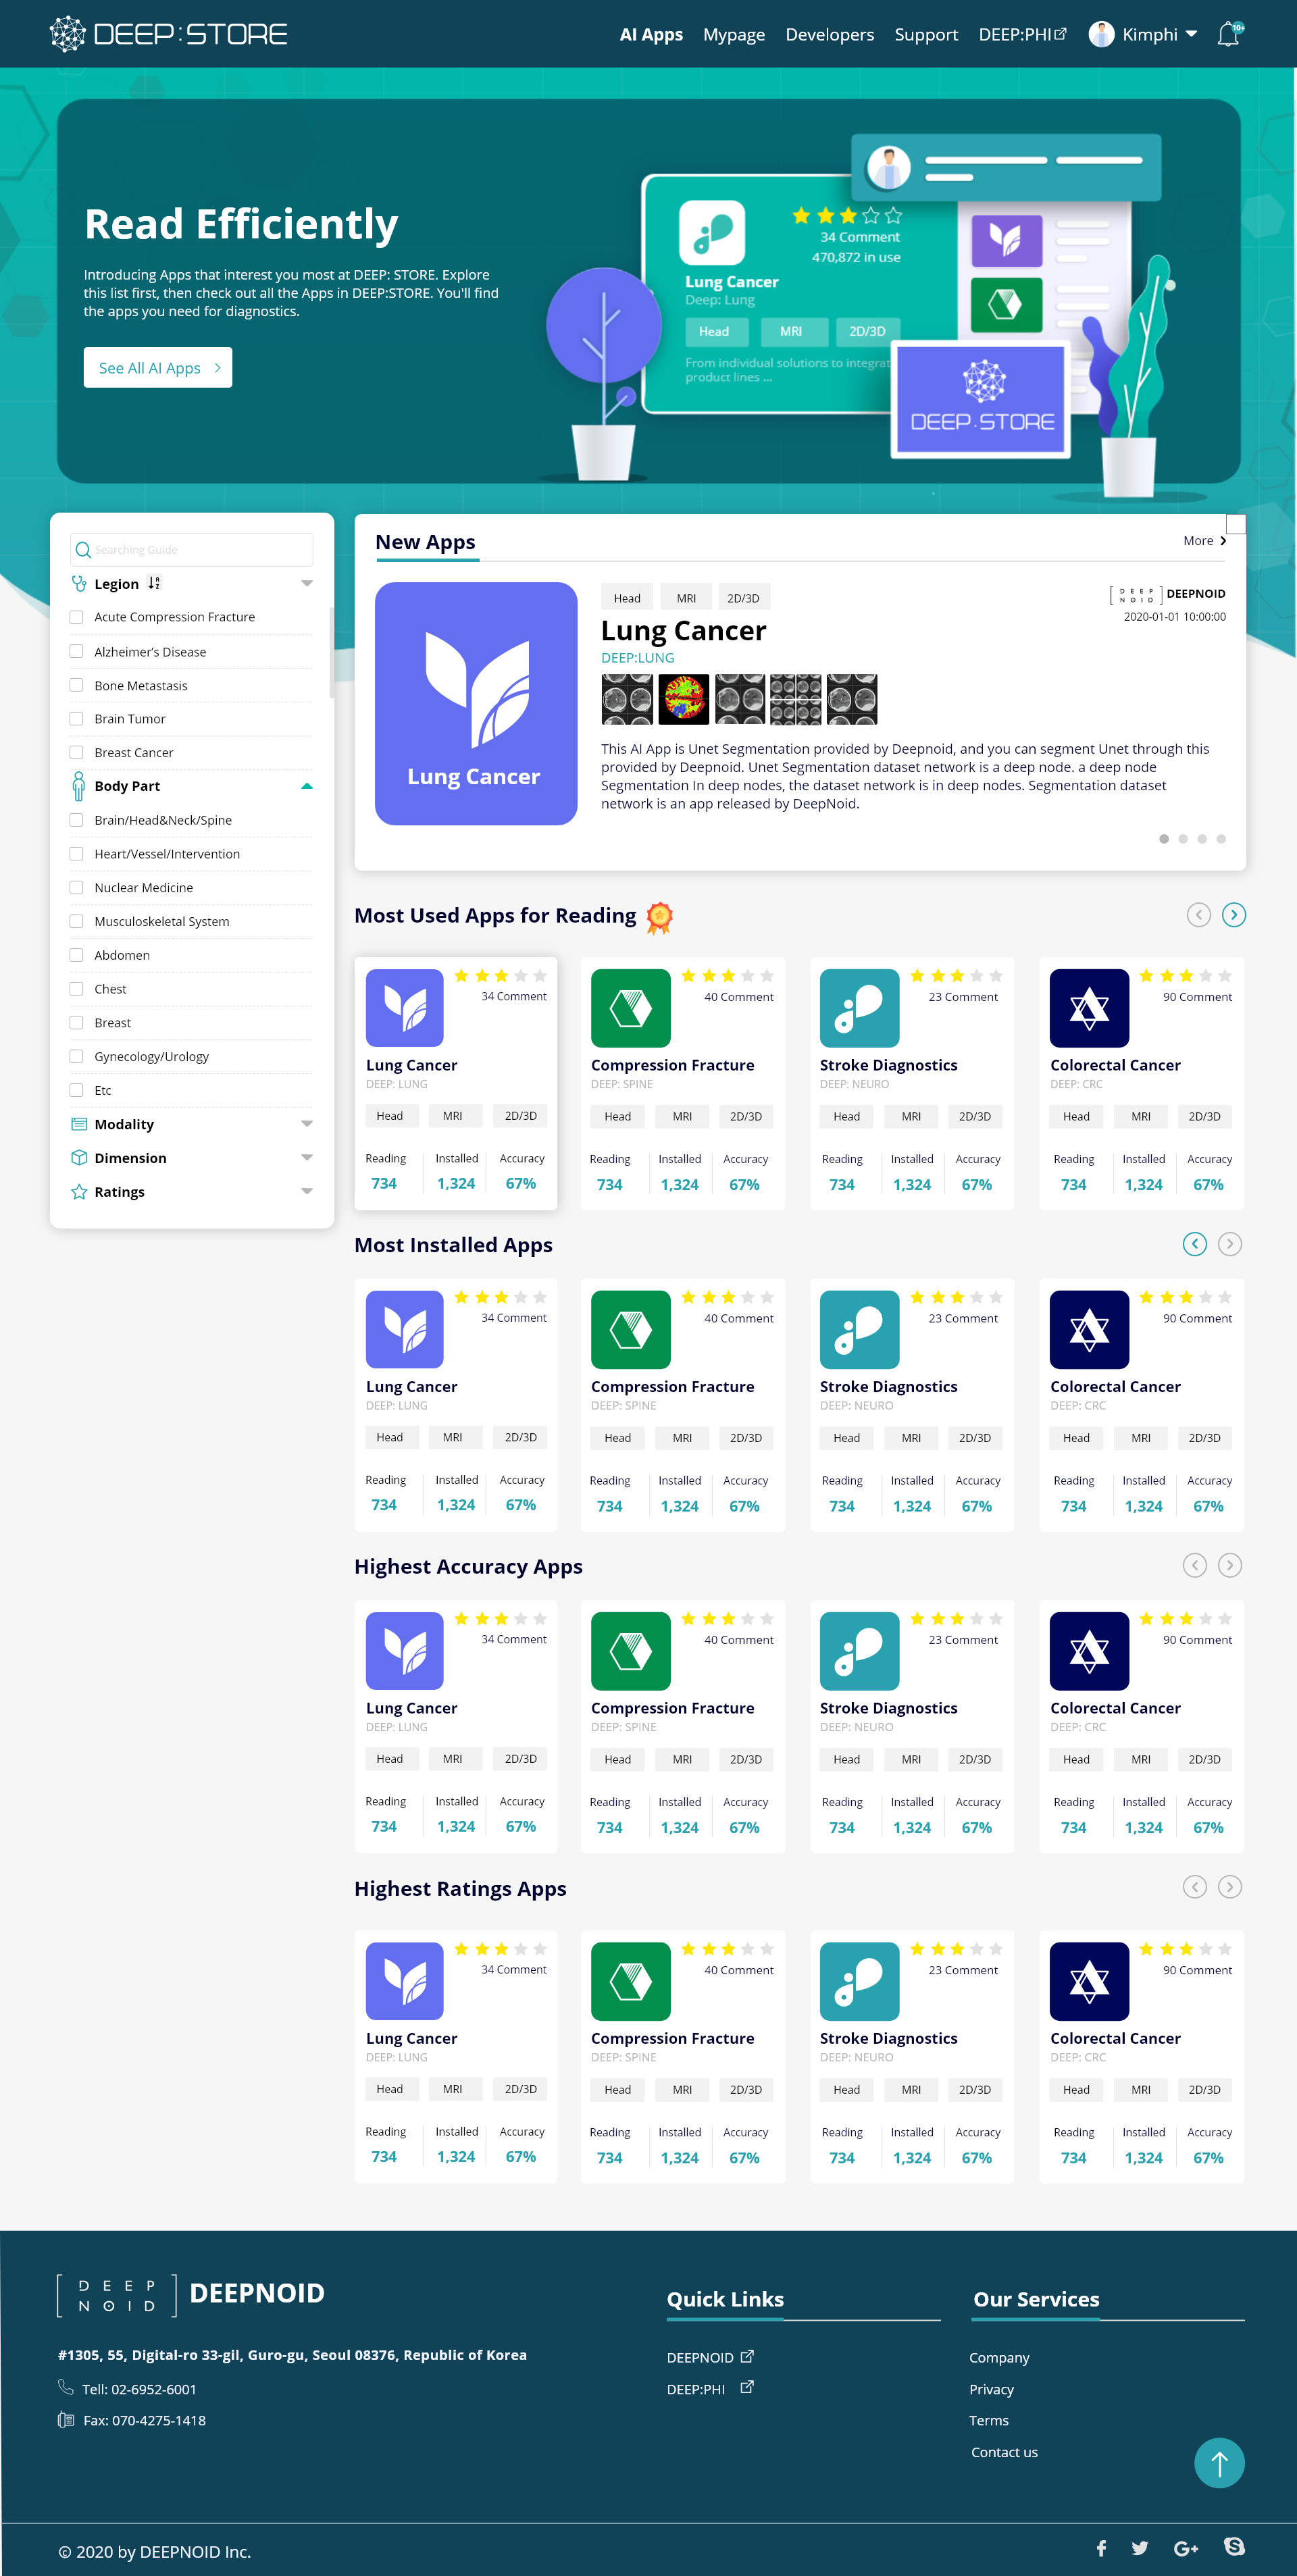 DEEP:STORE
AI Apps Mypage Developers Support DEEP:PHI Kimphi 10+
Read Efficiently
Introducing Apps that interest you most at DEEP: STORE. Explore
this list first, then check out all the Apps in DEEP:STORE. You'll find
the apps you need for diagnostics.
See All AI Apps
34 Comment
470,872 in use
Lung Cancer
Deep: Lung
Head MRI 2D/3D
From individual solutions to integrat
product lines ...
DEEP.STORE
Searching Guide
Legion
Acute Compression Fracture
Alzheimer's Disease
Bone Metastasis
Brain Tumor
Breast Cancer
Body Part
Brain/Head&Neck/Spine
Heart/Vessel/Intervention
Nuclear Medicine
Musculoskeletal System
Abdomen
Chest
Breast
Gynecology/Urology
Etc
Modality
Dimension
Ratings
New Apps
More
Lung Cancer
Head MRI 2D/3D
DEEP
NOID
DEEPNOID
2020-01-01 10:00:00
Lung Cancer
DEEP:LUNG
This AI App is Unet Segmentation provided by Deepnoid, and you can segment Unet through this
provided by Deepnoid. Unet Segmentation dataset network is a deep node. a deep node
Segmentation In deep nodes, the dataset network is in deep nodes. Segmentation dataset
network is an app released by DeepNoid.
Most Used Apps for Reading
34 Comment 40 Comment 23 Comment 90 Comment
Lung Cancer Compression Fracture Stroke Diagnostics Colorectal Cancer
DEEP: LUNG DEEP: SPINE DEEP: NEURO DEEP: CRC
Head MRI 2D/3D Head MRI 2D/3D Head MRI 2D/3D Head MRI 2D/3D
Reading Installed Accuracy Reading Installed Accuracy Reading Installed Accuracy Reading Installed Accuracy
734 1,324 67% 734 1,324 67% 734 1,324 67% 734 1,324 67%
Most Installed Apps
34 Comment 40 Comment 23 Comment 90 Comment
Lung Cancer Compression Fracture Stroke Diagnostics Colorectal Cancer
DEEP: LUNG DEEP: SPINE DEEP: NEURO DEEP: CRC
Head MRI 2D/3D Head MRI 2D/3D Head MRI 2D/3D Head MRI 2D/3D
Reading Installed Accuracy Reading Installed Accuracy Reading Installed Accuracy Reading Installed Accuracy
734 1,324 67% 734 1,324 67% 734 1,324 67% 734 1,324 67%
Highest Accuracy Apps
34 Comment 40 Comment 23 Comment 90 Comment
Lung Cancer Compression Fracture Stroke Diagnostics Colorectal Cancer
DEEP: LUNG DEEP: SPINE DEEP: NEURO DEEP: CRC
Head MRI 2D/3D Head MRI 2D/3D Head MRI 2D/3D Head MRI 2D/3D
Reading Installed Accuracy Reading Installed Accuracy Reading Installed Accuracy Reading Installed Accuracy
734 1,324 67% 734 1,324 67% 734 1,324 67% 734 1,324 67%
Highest Ratings Apps
34 Comment 40 Comment 23 Comment 90 Comment
Lung Cancer Compression Fracture Stroke Diagnostics Colorectal Cancer
DEEP: LUNG DEEP: SPINE DEEP: NEURO DEEP: CRC
Head MRI 2D/3D Head MRI 2D/3D Head MRI 2D/3D Head MRI 2D/3D
Reading Installed Accuracy Reading Installed Accuracy Reading Installed Accuracy Reading Installed Accuracy
734 1,324 67% 734 1,324 67% 734 1,324 67% 734 1,324 67%
DEEP
NOID
DEEPNOID
#1305, 55, Digital-ro 33-gil, Guro-gu, Seoul 08376, Republic of Korea
Tell: 02-6952-6001
Fax: 070-4275-1418
Quick Links
DEEPNOID
DEEP:PHI
Our Services
Company
Privacy
Terms
Contact us
© 2020 by DEEPNOID Inc.